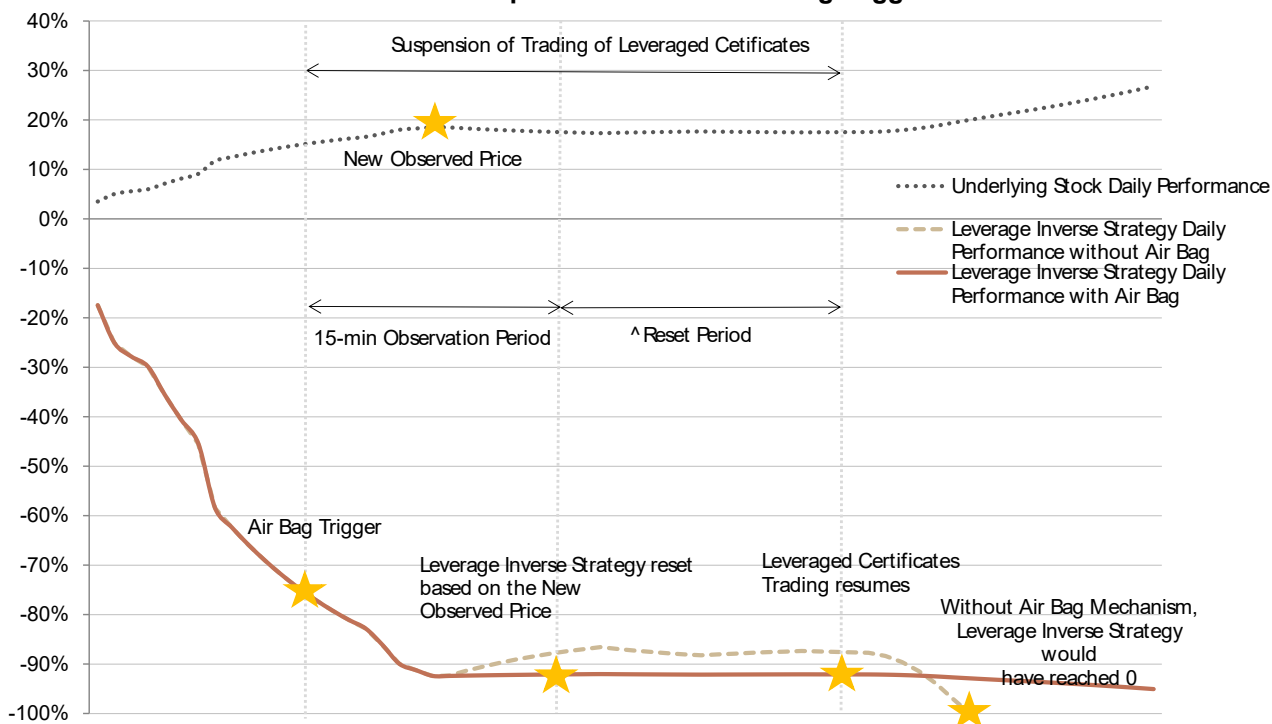 40%
Suspension of Trading of Leveraged Cetificates
30%
20%
New Observed Price
10%
Underlying Stock Daily Performance
0%
Leverage Inverse Strategy Daily
Performance without Air Bag
-10%
Leverage Inverse Strategy Daily
Performance with Air Bag
-20%
15-min Observation Period
^ Reset Period
-30%
-40%
-50%
-60%
Air Bag Trigger
-70%
Leverage Inverse Strategy reset
based on the New
Observed Price
Leveraged Certificates
Trading resumes
-80%
Without Air Bag Mechanism,
Leverage Inverse Strategy
would
have reached 0
-90%
-100%